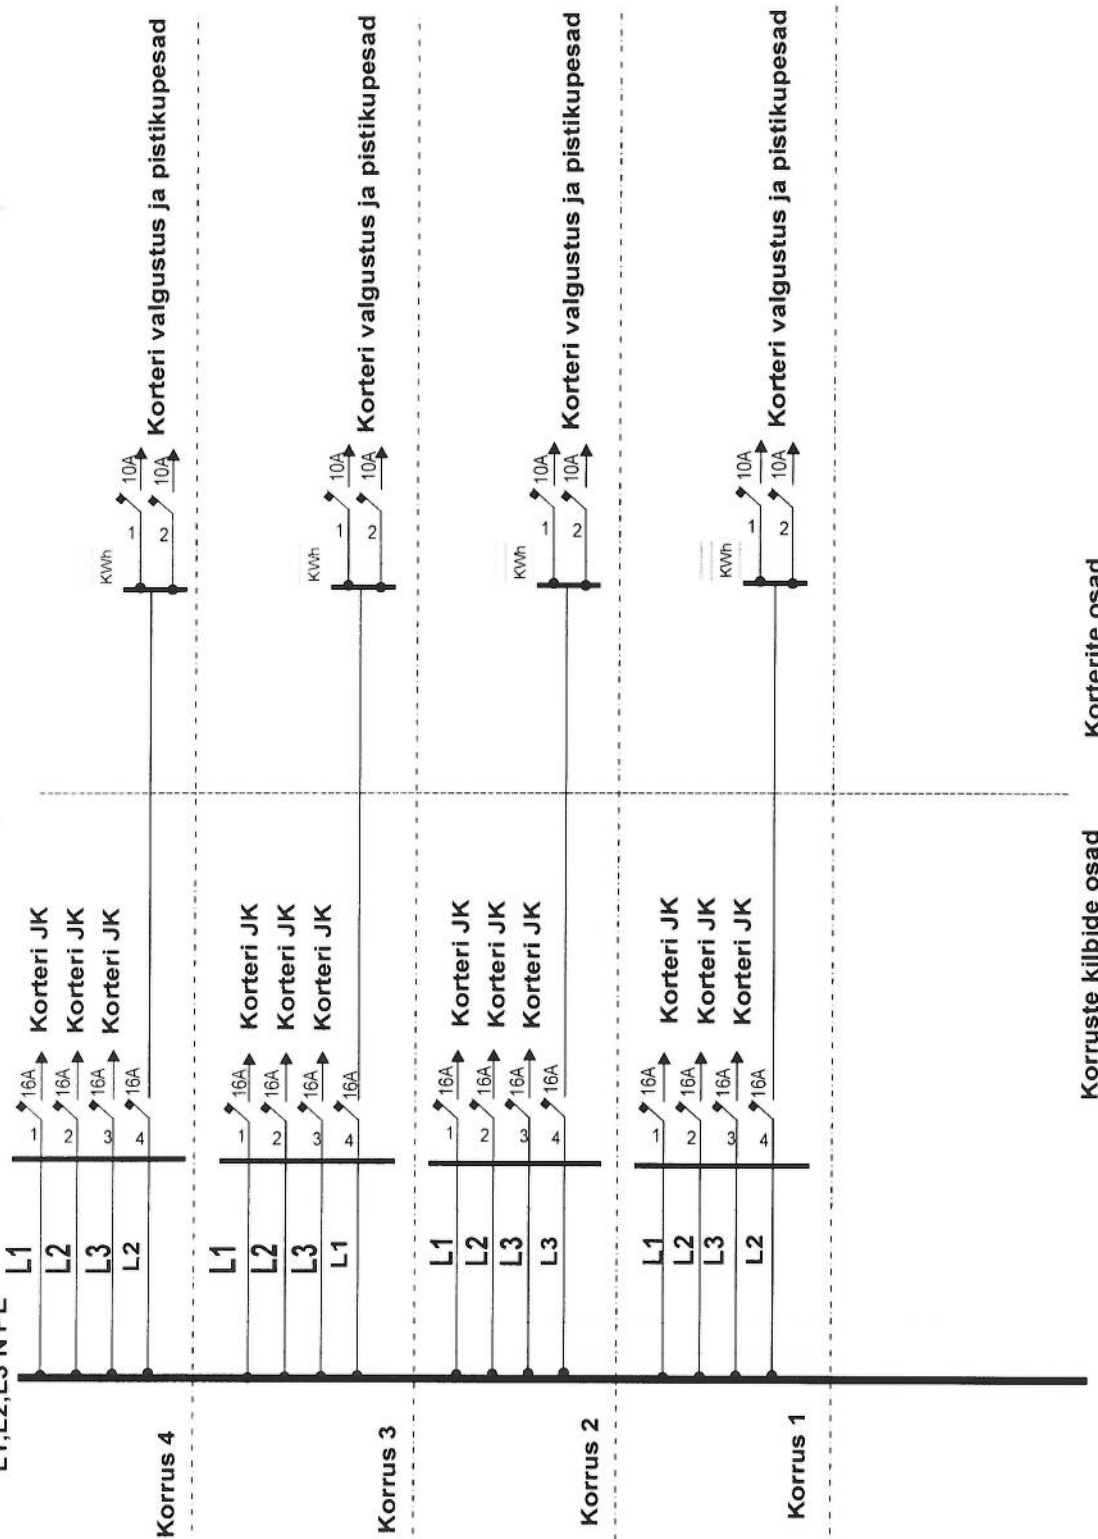 L1,L2,L3 N PE
Korrus 4
L1
L2
L3
L2
1
2
3
4
16A
16A
16A
16A
Korteri JK
Korteri JK
Korteri JK
KWh
1
2
10A
10A
Korteri valgustus ja pistikupesad
Korrus 3
L1
L2
L3
L1
1
2
3
4
16A
16A
16A
16A
Korteri JK
Korteri JK
Korteri JK
KWh
1
2
10A
10A
Korteri valgustus ja pistikupesad
Korrus 2
L1
L2
L3
L3
1
2
3
4
16A
16A
16A
16A
Korteri JK
Korteri JK
Korteri JK
KWh
1
2
10A
10A
Korteri valgustus ja pistikupesad
Korrus 1
L1
L2
L3
L2
1
2
3
4
16A
16A
16A
16A
Korteri JK
Korteri JK
Korteri JK
KWh
1
2
10A
10A
Korteri valgustus ja pistikupesad
Korruste kilbide osad
Korterite osad